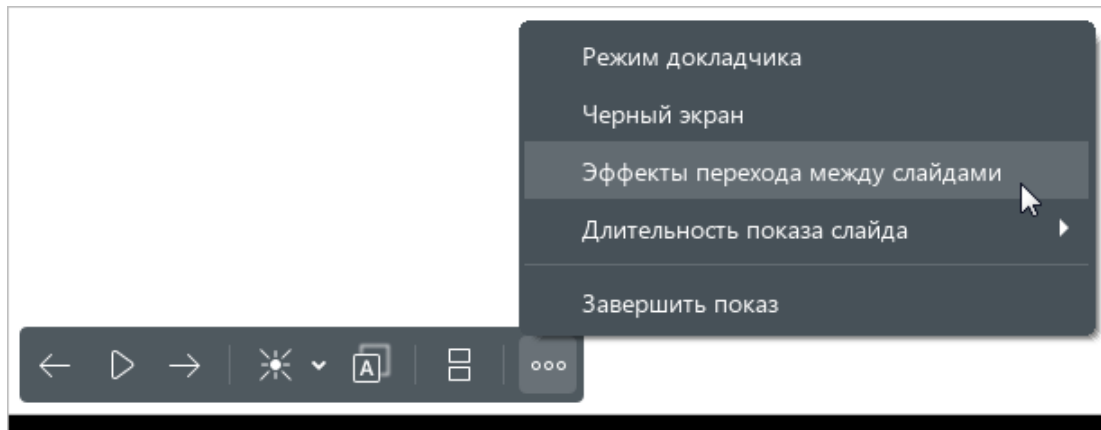 Режим докладчика
Черный экран
Эффекты перехода между слайдами
Длительность показа слайда
Завершить показ
A